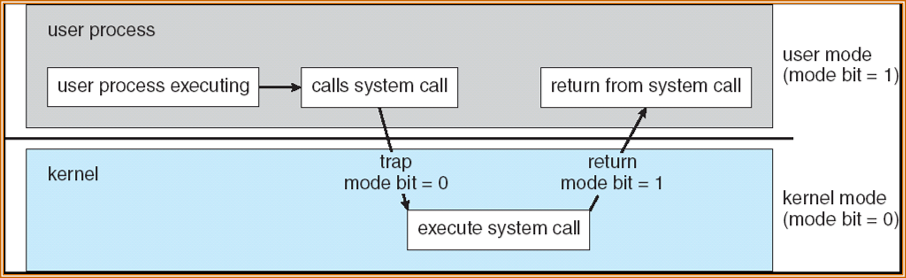 user process
user process executing
calls system call
return from system call
user mode
(mode bit = 1)
trap
mode bit = 0
return
mode bit = 1
kernel
execute system call
kernel mode
(mode bit = 0)